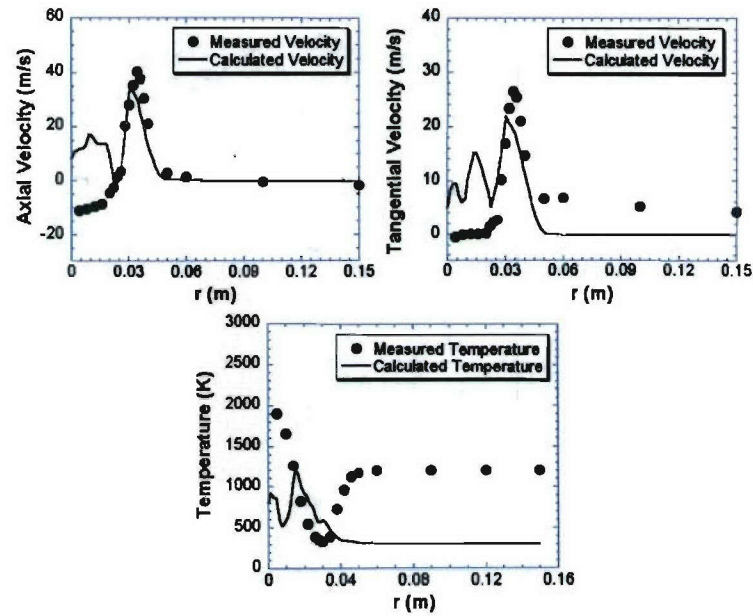 60
40
20
0
-20
Axial Velocity (m/s)
Measured Velocity
Calculated Velocity
0
0.03
0.06
0.09
0.12
0.15
r (m)
40
30
20
10
0
Tangential Velocity (m/s)
Measured Velocity
Calculated Velocity
0
0.03
0.06
0.09
0.12
0.15
r (m)
3000
2500
2000
1500
1000
500
0
Temperature (K)
Measured Temperature
Calculated Temperature
0
0.04
0.08
0.12
0.16
r (m)